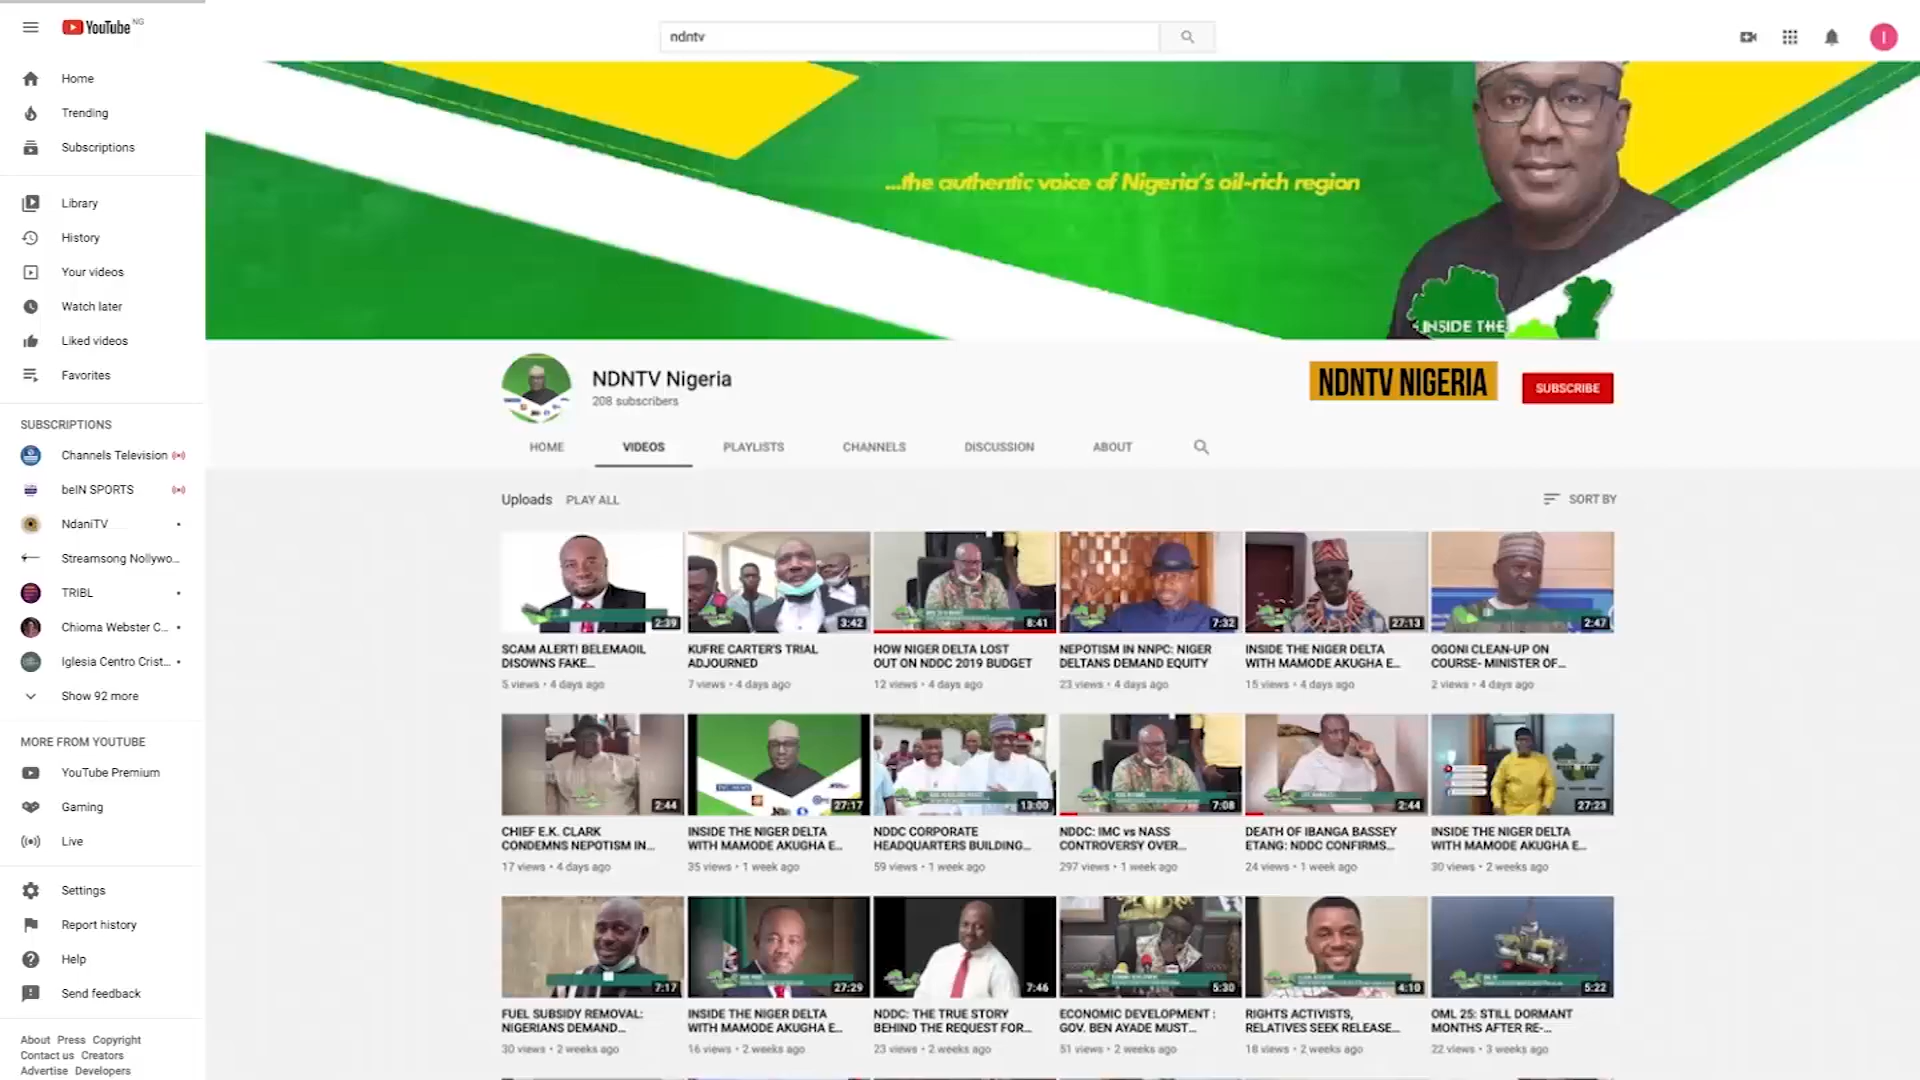 YouTube NG
ndntv
Home
Trending
Subscriptions
Library
History
Your videos
Watch later
Liked videos
Favorites
SUBSCRIPTIONS
Channels Television
beIN SPORTS
NdaniTV
Streamsong Nollywo...
TRIBL
Chioma Webster C...
Iglesia Centro Crist...
Show 92 more
MORE FROM YOUTUBE
YouTube Premium
Gaming
Live
Settings
Report history
Help
Send feedback
About Press Copyright
Contact us Creators
Advertise Developers
...the authentic voice of Nigeria's oil-rich region
INSIDE THE
NDNTV Nigeria
208 subscribers
NDNTV NIGERIA
SUBSCRIBE
HOME VIDEOS PLAYLISTS CHANNELS DISCUSSION ABOUT
Uploads PLAY ALL
SORT BY
2:39 3:42 8:41 7:32 27:13 2:47
SCAM ALERT! BELEMAOIL
DISOWNS FAKE...
5 views • 4 days ago
KUFRE CARTER'S TRIAL
ADJOURNED
7 views • 4 days ago
HOW NIGER DELTA LOST
OUT ON NDDC 2019 BUDGET
12 views • 4 days ago
NEPOTISM IN NNPC: NIGER
DELTANS DEMAND EQUITY
23 views • 4 days ago
INSIDE THE NIGER DELTA
WITH MAMODE AKUGHA E...
15 views • 4 days ago
OGONI CLEAN-UP ON
COURSE- MINISTER OF...
2 views • 4 days ago
2:44 27:17 13:00 7:08 2:44 27:23
CHIEF E.K. CLARK
CONDEMNS NEPOTISM IN...
17 views • 4 days ago
INSIDE THE NIGER DELTA
WITH MAMODE AKUGHA E...
35 views • 1 week ago
NDDC CORPORATE
HEADQUARTERS BUILDING...
59 views • 1 week ago
NDDC: IMC vs NASS
CONTROVERSY OVER...
297 views • 1 week ago
DEATH OF IBANGA BASSEY
ETANG: NDDC CONFIRMS...
24 views • 1 week ago
INSIDE THE NIGER DELTA
WITH MAMODE AKUGHA E...
30 views • 2 weeks ago
7:17 27:29 7:46 5:30 4:10 5:22
FUEL SUBSIDY REMOVAL:
NIGERIANS DEMAND...
30 views • 2 weeks ago
INSIDE THE NIGER DELTA
WITH MAMODE AKUGHA E...
16 views • 2 weeks ago
NDDC: THE TRUE STORY
BEHIND THE REQUEST FOR...
23 views • 2 weeks ago
ECONOMIC DEVELOPMENT :
GOV. BEN AYADE MUST...
51 views • 2 weeks ago
RIGHTS ACTIVISTS,
RELATIVES SEEK RELEASE...
18 views • 2 weeks ago
OML 25: STILL DORMANT
MONTHS AFTER RE-...
22 views • 3 weeks ago